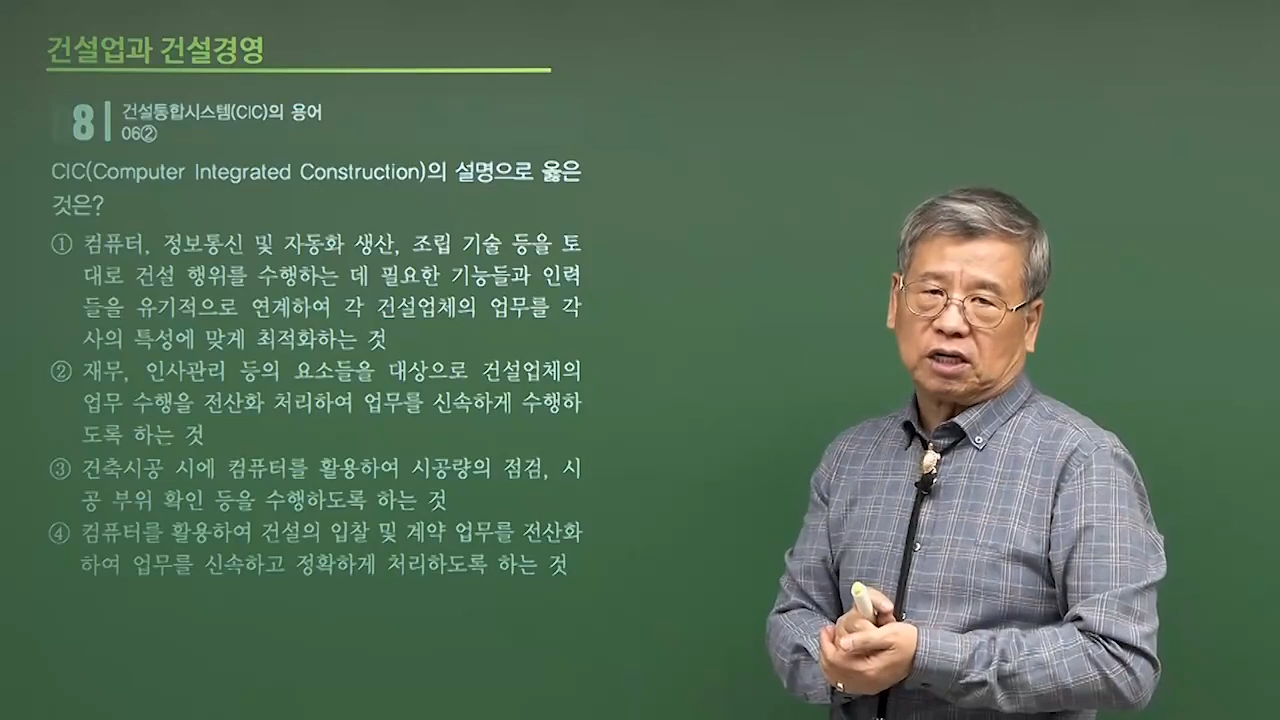 건설업과 건설경영
08
건설통합시스템(CIC)의 용어
06②
CIC(Computer Integrated Construction)의 설명으로 옳은
것은?
① 컴퓨터, 정보통신 및 자동화 생산, 조립 기술 등을 토
대로 건설 행위를 수행하는 데 필요한 기능들과 인력
들을 유기적으로 연계하여 각 건설업체의 업무를 각
사의 특성에 맞게 최적화하는 것
② 재무, 인사관리 등의 요소들을 대상으로 건설업체의
업무 수행을 전산화 처리하여 업무를 신속하게 수행하
도록 하는 것
③ 건축시공 시에 컴퓨터를 활용하여 시공량의 점검, 시
공 부위 확인 등을 수행하도록 하는 것
④ 컴퓨터를 활용하여 건설의 입찰 및 계약 업무를 전산화
하여 업무를 신속하고 정확하게 처리하도록 하는 것